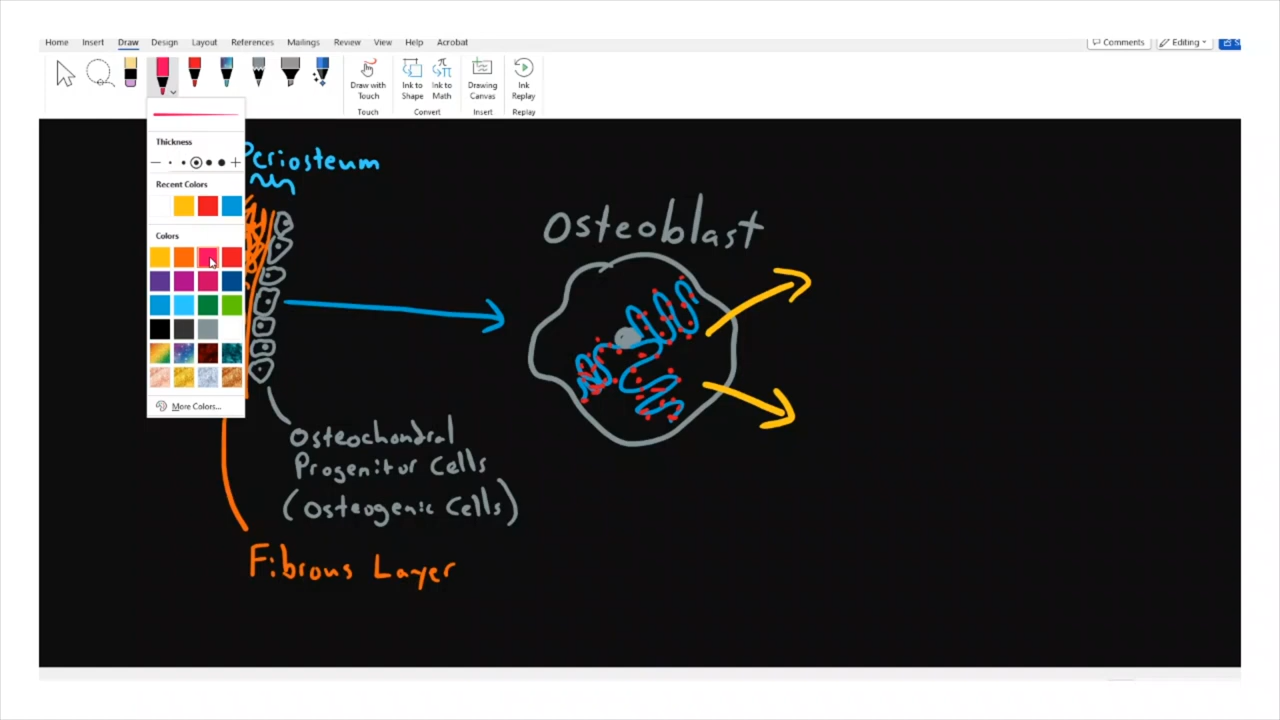 Home Insert Draw Design Layout References Mailings Review View Help Acrobat
Comments Editing
Draw with Touch
Ink to Shape
Ink to Math
Drawing Canvas
Ink Replay
Touch Convert Insert Replay
Thickness
Recent Colors
Colors
More Colors...
Periosteum
Osteoblast
Osteochondral
Progenitor Cells
(Osteogenic Cells)
Fibrous Layer